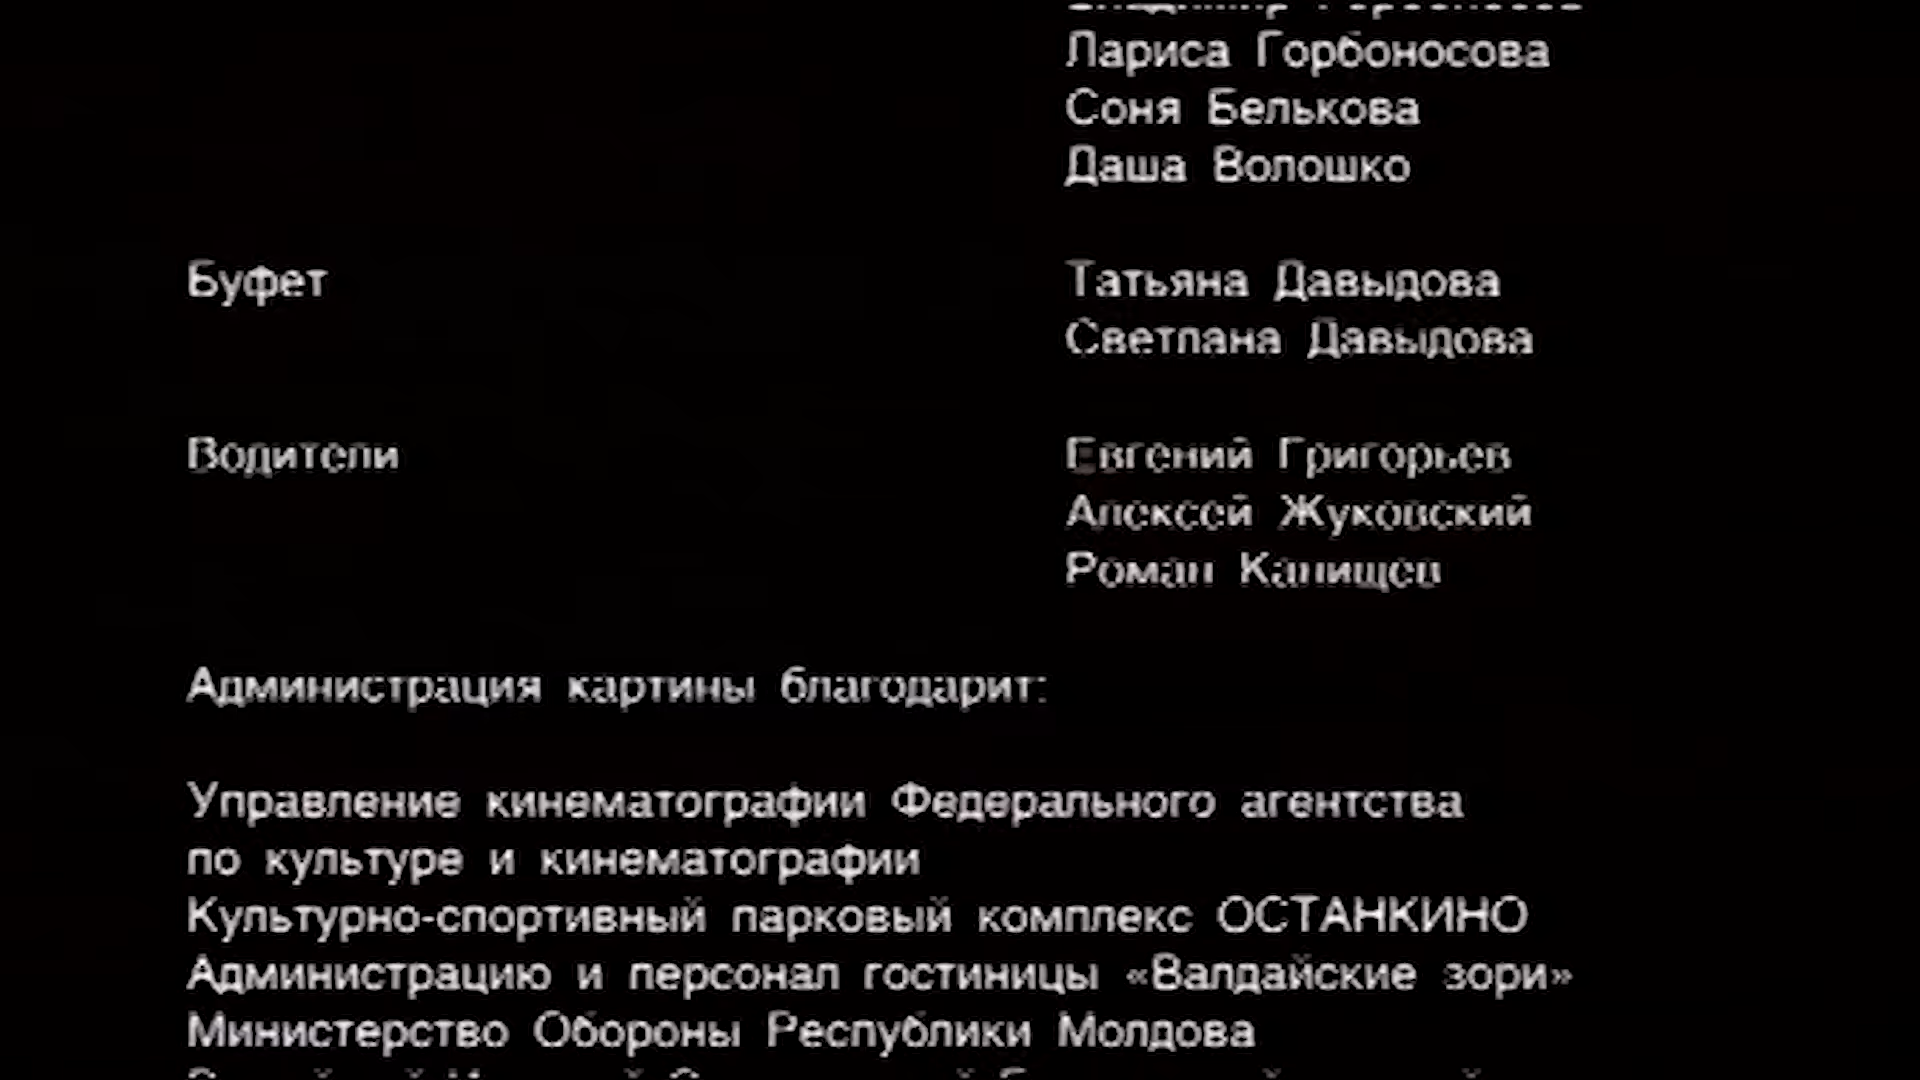 Лариса Горбоносова
Соня Белькова
Даша Волошко
Буфет Татьяна Давыдова
Светлана Давыдова
Водители Евгений Григорьев
Алексей Жуковский
Роман Канищев
Администрация картины благодарит:
Управление кинематографии Федерального агентства
по культуре и кинематографии
Культурно-спортивный парковый комплекс ОСТАНКИНО
Администрацию и персонал гостиницы «Валдайские зори»
Министерство Обороны Республики Молдова